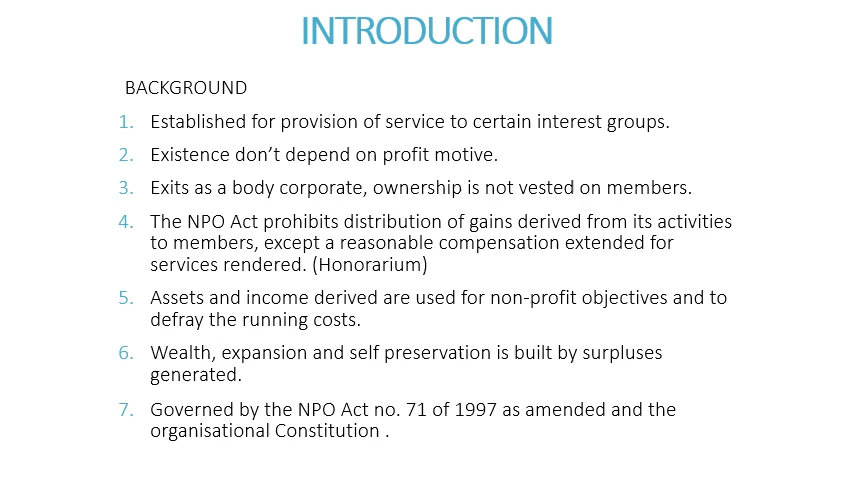 INTRODUCTION
BACKGROUND
1. Established for provision of service to certain interest groups.
2. Existence don’t depend on profit motive.
3. Exits as a body corporate, ownership is not vested on members.
4. The NPO Act prohibits distribution of gains derived from its activities
to members, except a reasonable compensation extended for
services rendered. (Honorarium)
5. Assets and income derived are used for non-profit objectives and to
defray the running costs.
6. Wealth, expansion and self preservation is built by surpluses
generated.
7. Governed by the NPO Act no. 71 of 1997 as amended and the
organisational Constitution .